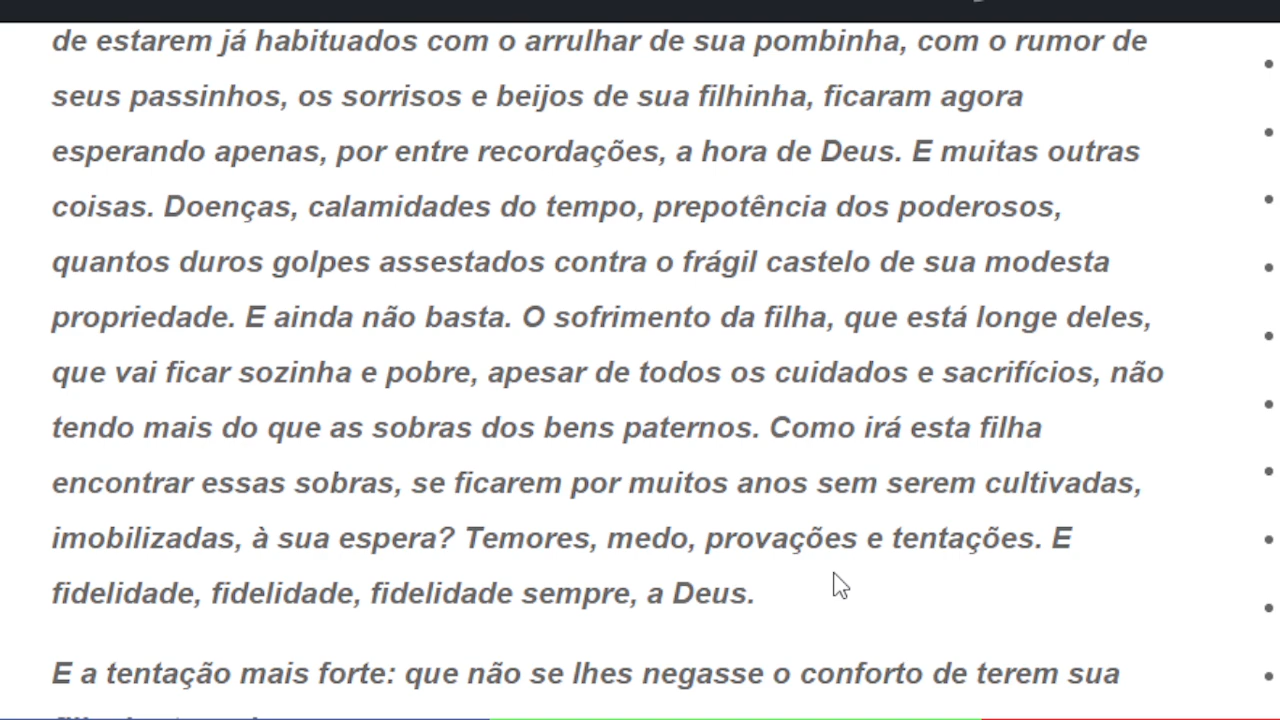 de estarem já habituados com o arrulhar de sua pombinha, com o rumor de
seus passinhos, os sorrisos e beijos de sua filhinha, ficaram agora
esperando apenas, por entre recordações, a hora de Deus. E muitas outras
coisas. Doenças, calamidades do tempo, prepotência dos poderosos,
quantos duros golpes assestados contra o frágil castelo de sua modesta
propriedade. E ainda não basta. O sofrimento da filha, que está longe deles,
que vai ficar sozinha e pobre, apesar de todos os cuidados e sacrifícios, não
tendo mais do que as sobras dos bens paternos. Como irá esta filha
encontrar essas sobras, se ficarem por muitos anos sem serem cultivadas,
imobilizadas, à sua espera? Temores, medo, provações e tentações. E
fidelidade, fidelidade, fidelidade sempre, a Deus.
E a tentação mais forte: que não se lhes negasse o conforto de terem sua